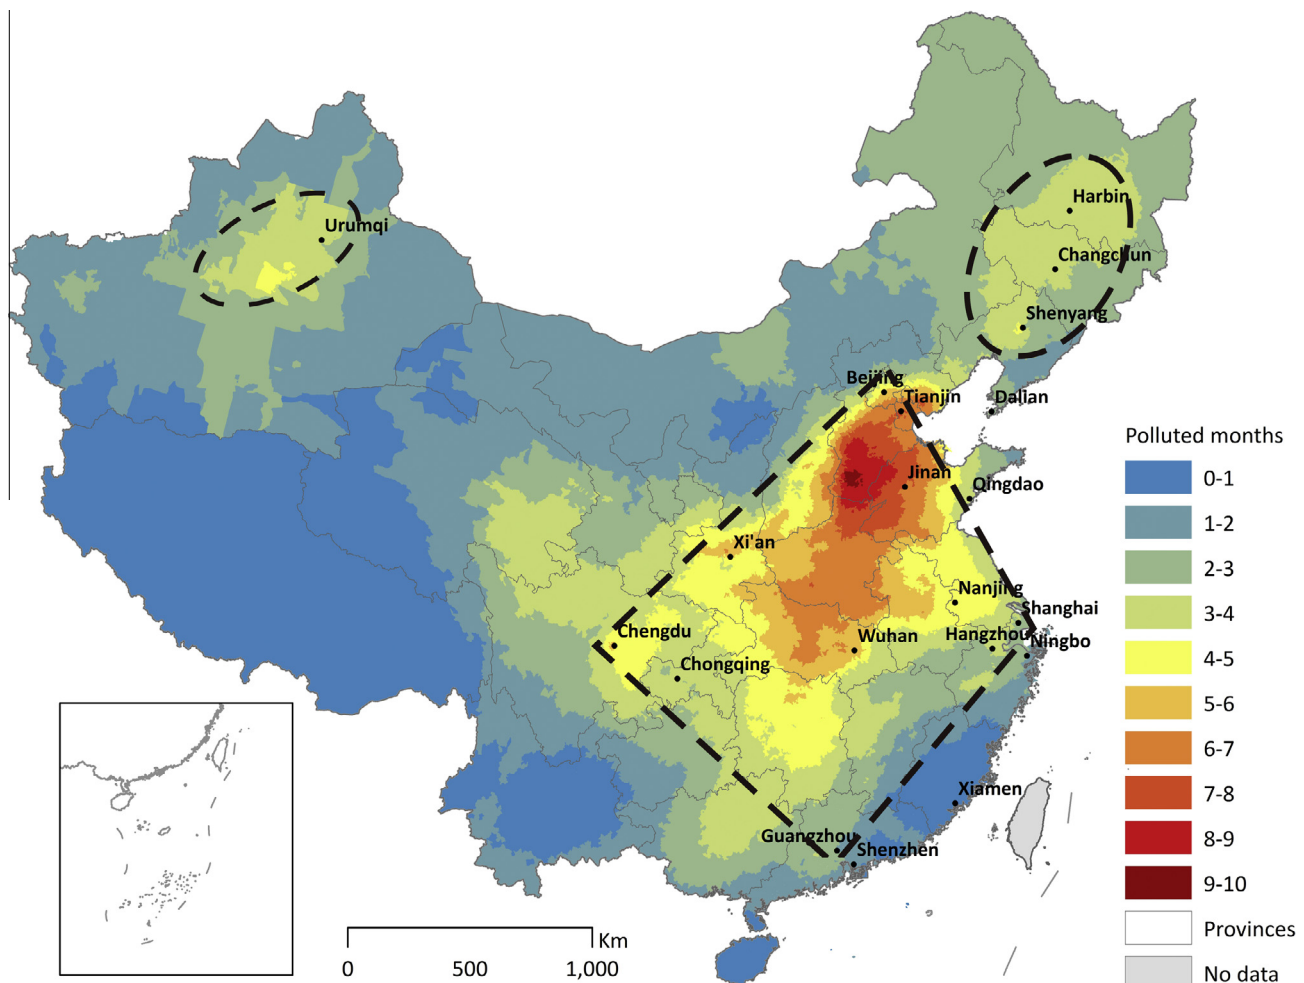 Harbin
Urumqi
Changchun
Shenyang
Beijing
Tianjin
Dalian
Polluted months
Jinan
Qingdao
0-1
1-2
Xi'an
2-3
Nanjing
Shanghai
3-4
Chengdu
Wuhan
Hangzhou
Ningbo
Chongqing
4-5
5-6
6-7
Xiamen
7-8
Guangzhou
Shenzhen
8-9
9-10
Provinces
Km
0 500 1,000
No data